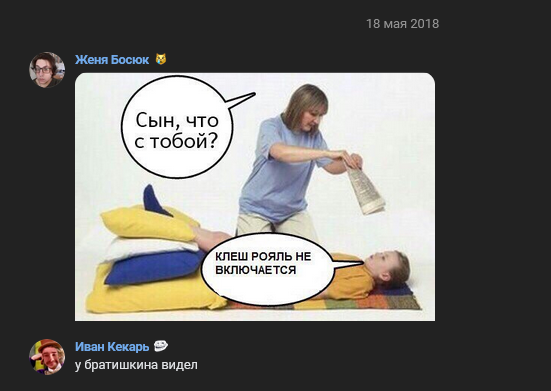 18 мая 2018
Женя Босюк
Сын, что
с тобой?
КЛЕШ РОЯЛЬ НЕ
ВКЛЮЧАЕТСЯ
Иван Кекарь
у братишкина видел